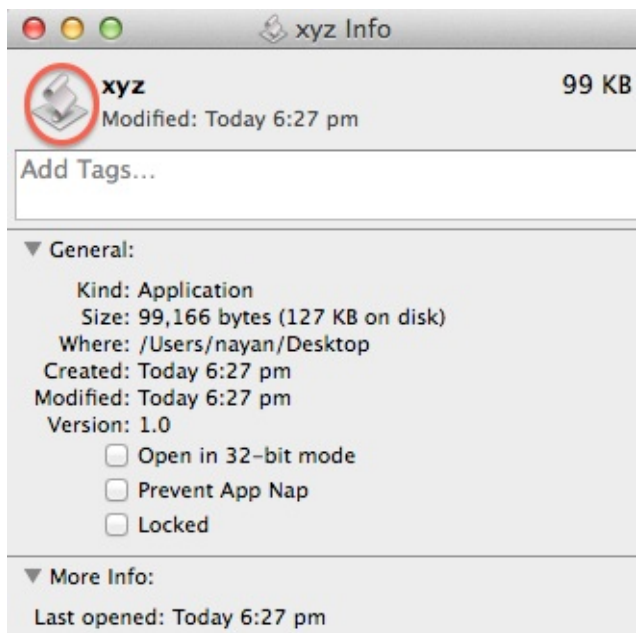 xyz Info
xyz 99 KB
Modified: Today 6:27 pm
Add Tags...
General:
Kind: Application
Size: 99,166 bytes (127 KB on disk)
Where: /Users/nayan/Desktop
Created: Today 6:27 pm
Modified: Today 6:27 pm
Version: 1.0
Open in 32-bit mode
Prevent App Nap
Locked
More Info:
Last opened: Today 6:27 pm